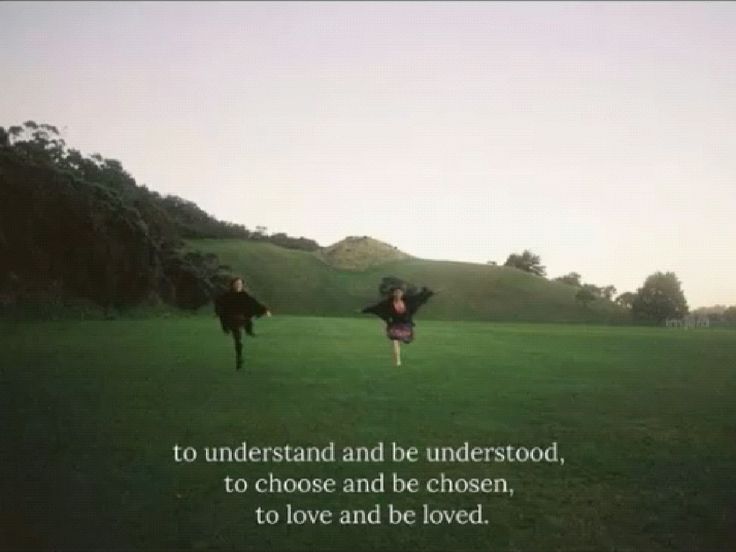 to understand and be understood,
to choose and be chosen,
to love and be loved.